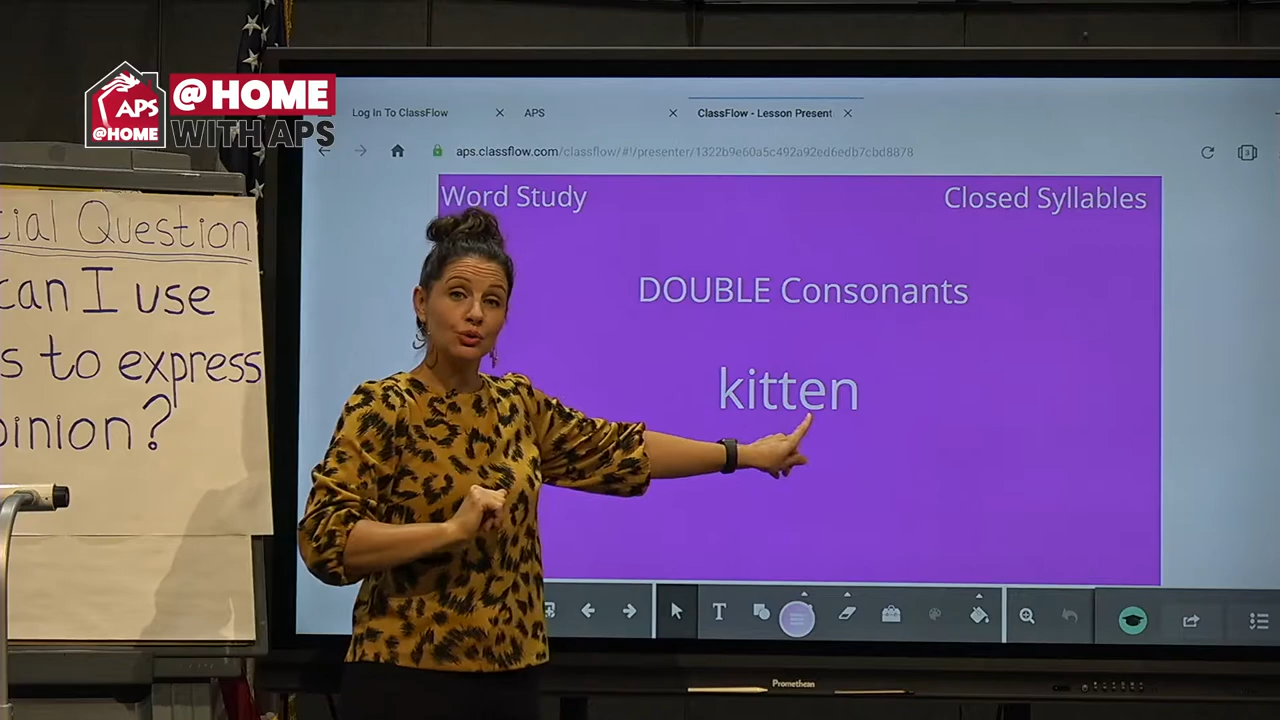 APS
@HOME
@HOME
WITH APS
Log In To ClassFlow
APS
ClassFlow - Lesson Present
aps.classflow.com/classflow/#!/presenter/1322b9e60a5c492a92ed6edb7cbd8878
cial Question
can I use
s to express
pinion?
Word Study
Closed Syllables
DOUBLE Consonants
kitten
T
Promethean